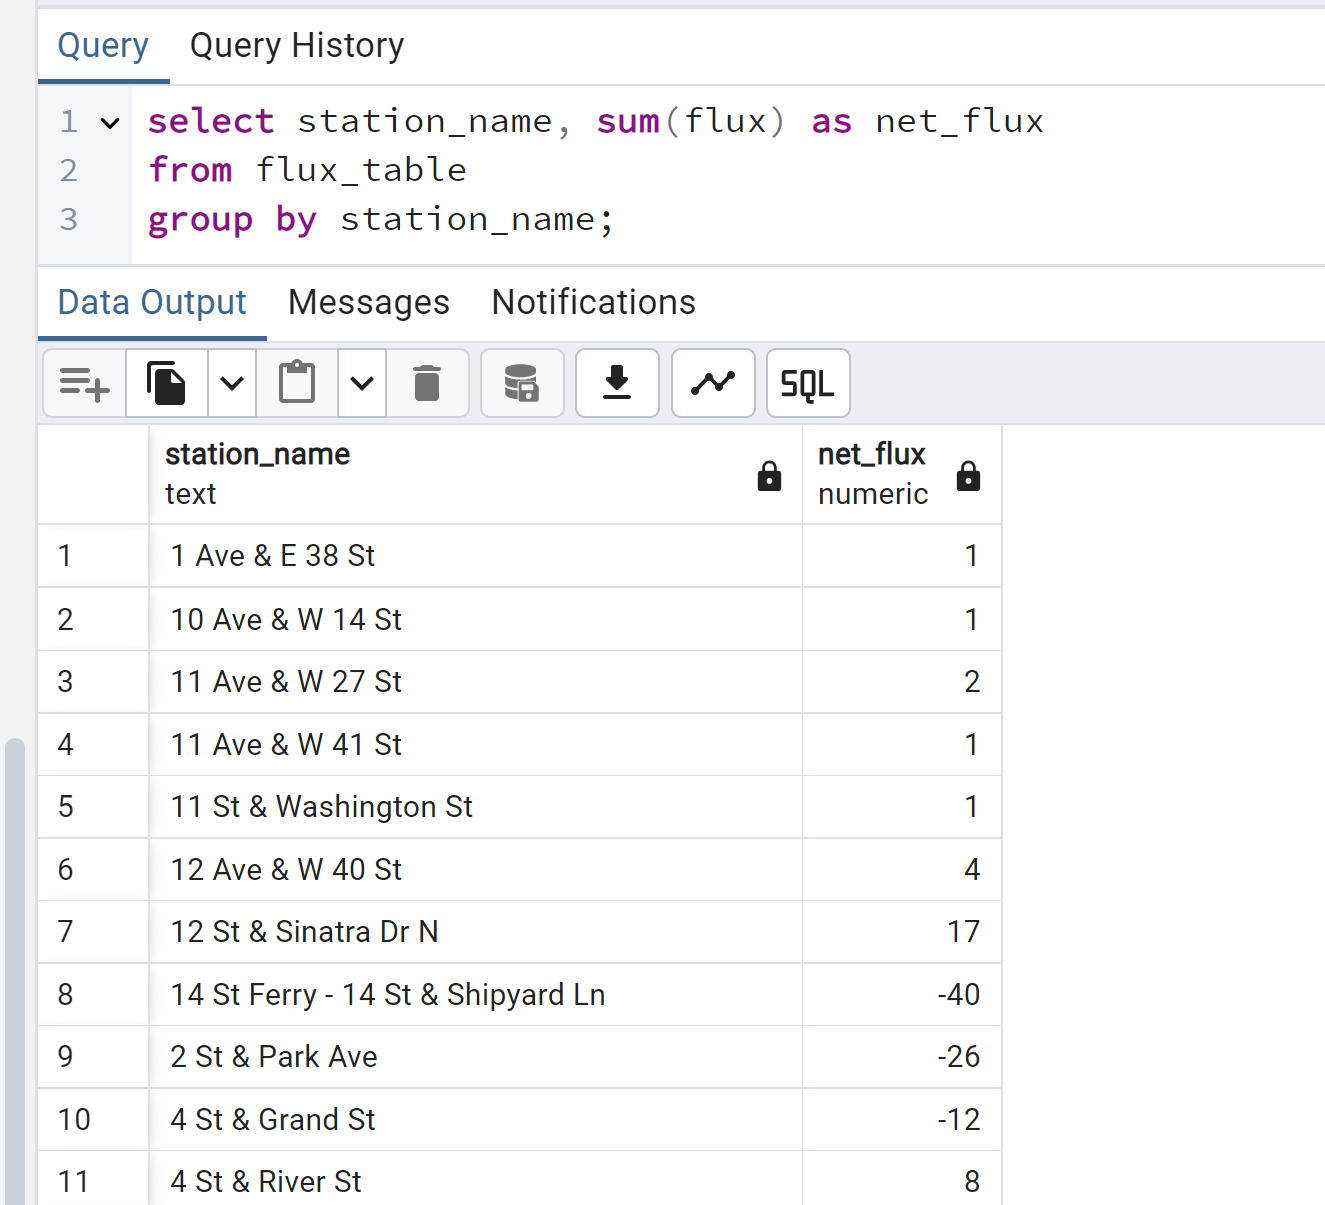 Query Query History
1 select station_name, sum(flux) as net_flux
2 from flux_table
3 group by station_name;
Data Output Messages Notifications
SQL
station_name net_flux
text numeric
1 1 Ave & E 38 St 1
2 10 Ave & W 14 St 1
3 11 Ave & W 27 St 2
4 11 Ave & W 41 St 1
5 11 St & Washington St 1
6 12 Ave & W 40 St 4
7 12 St & Sinatra Dr N 17
8 14 St Ferry - 14 St & Shipyard Ln -40
9 2 St & Park Ave -26
10 4 St & Grand St -12
11 4 St & River St 8